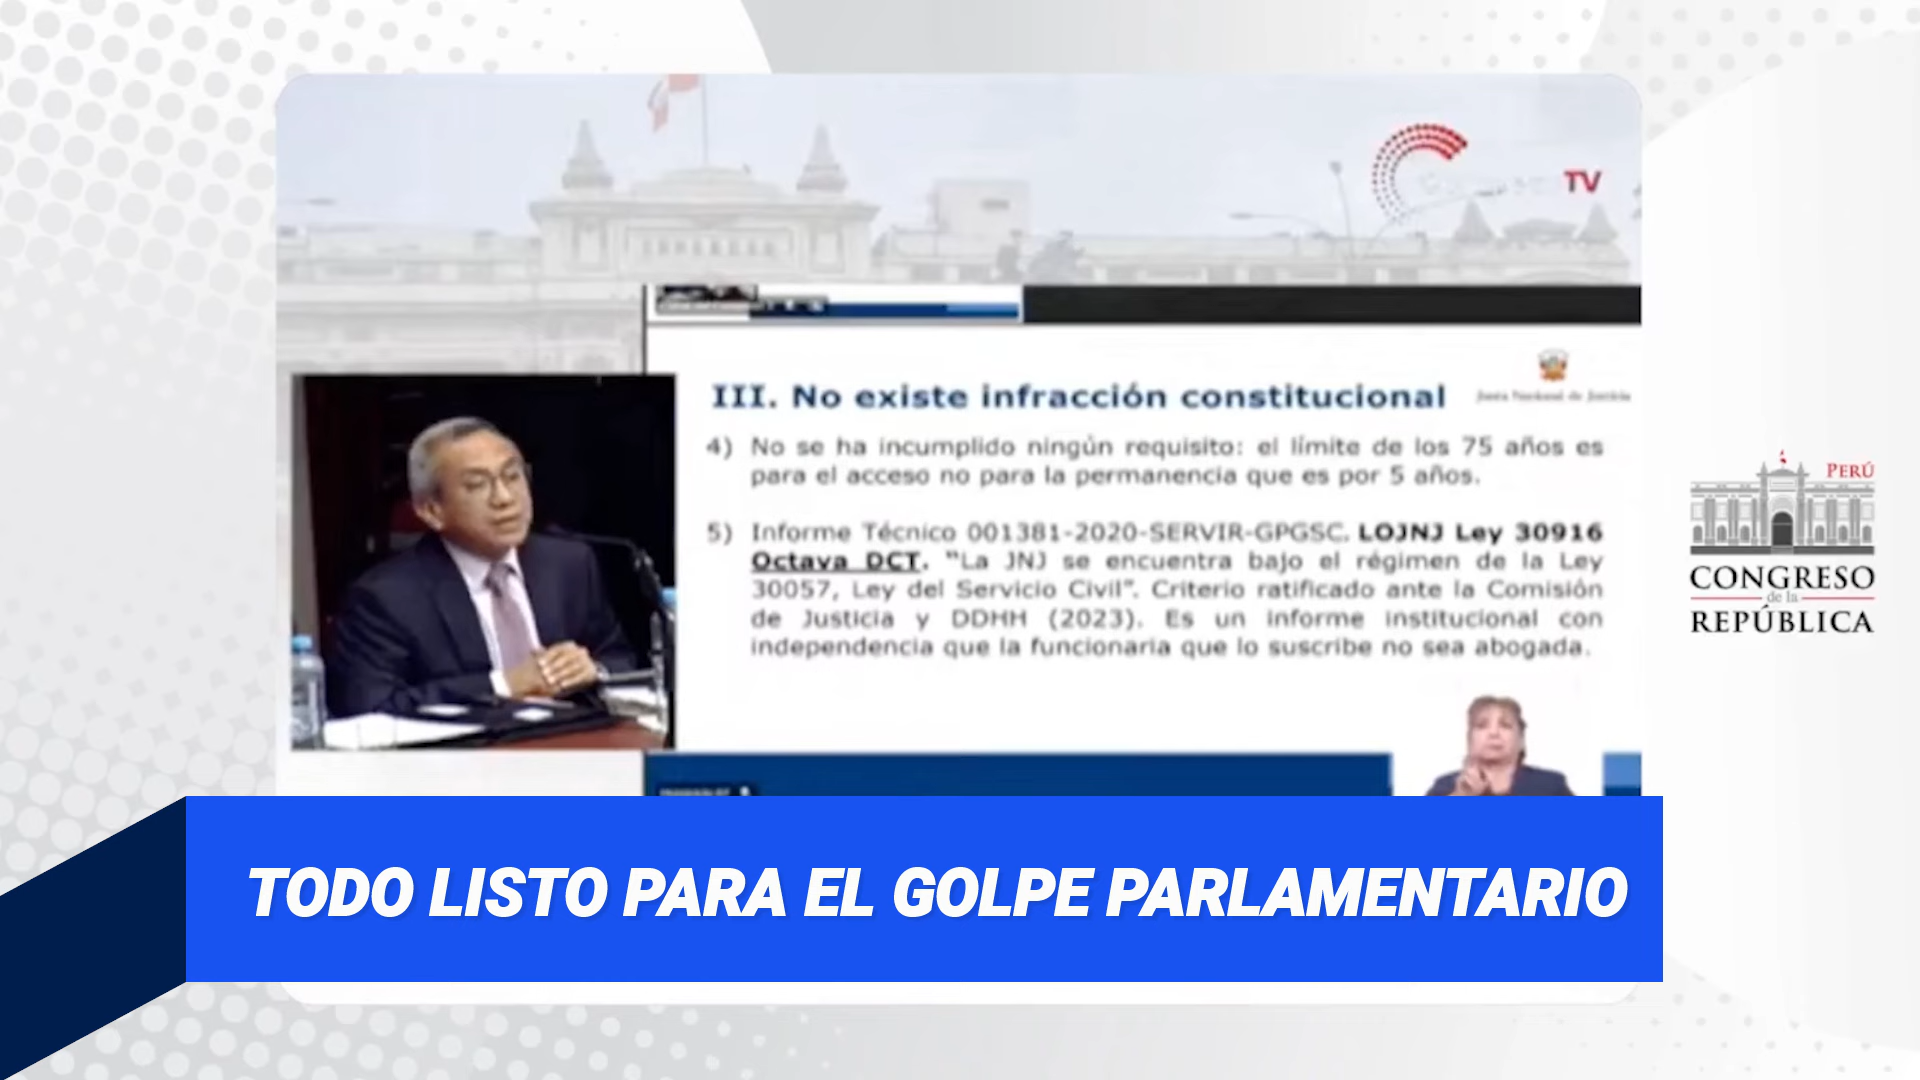 TV
III. No existe infracción constitucional
Junta Nacional de Justicia
4) No se ha incumplido ningún requisito: el límite de los 75 años es
para el acceso no para la permanencia que es por 5 años.
5) Informe Técnico 001381-2020-SERVIR-GPGSC. LOJNJ Ley 30916
Octava DCT. “La JNJ se encuentra bajo el régimen de la Ley
30057, Ley del Servicio Civil”. Criterio ratificado ante la Comisión
de Justicia y DDHH (2023). Es un informe institucional con
independencia que la funcionaria que lo suscribe no sea abogada.
PERÚ
CONGRESO
de la
REPÚBLICA
TODO LISTO PARA EL GOLPE PARLAMENTARIO